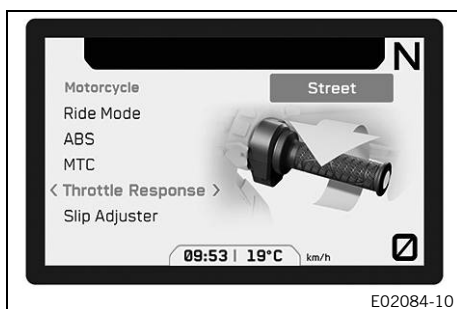 N
Motorcycle
Street
Ride Mode
ABS
MTC
< Throttle Response >
Slip Adjuster
09:53 | 19°C km/h
0
E02084-10